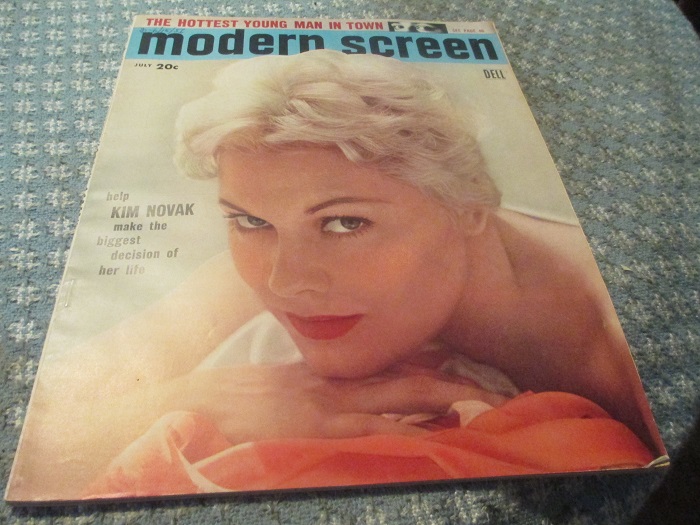 THE HOTTEST YOUNG MAN IN TOWN
modern screen
JULY 20c
DELL
help
KIM NOVAK
make the
biggest
decision of
her life